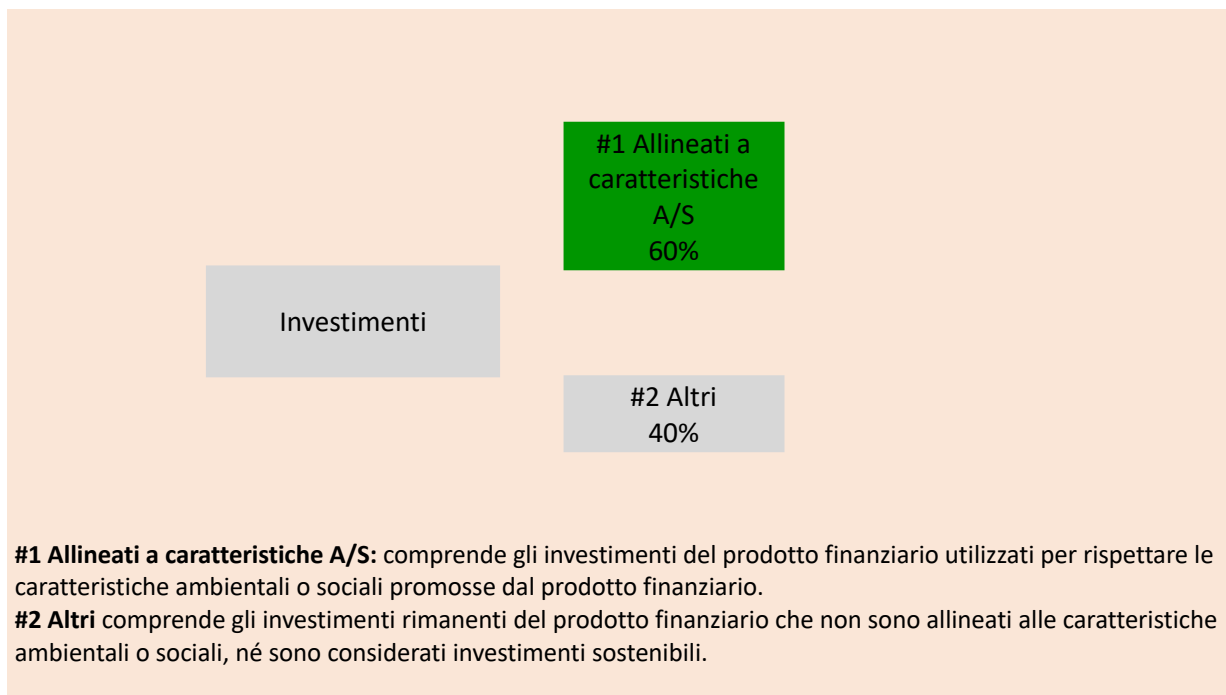 #1 Allineati a
caratteristiche
A/S
60%
Investimenti
#2 Altri
40%
#1 Allineati a caratteristiche A/S: comprende gli investimenti del prodotto finanziario utilizzati per rispettare le
caratteristiche ambientali o sociali promosse dal prodotto finanziario.
#2 Altri comprende gli investimenti rimanenti del prodotto finanziario che non sono allineati alle caratteristiche
ambientali o sociali, né sono considerati investimenti sostenibili.